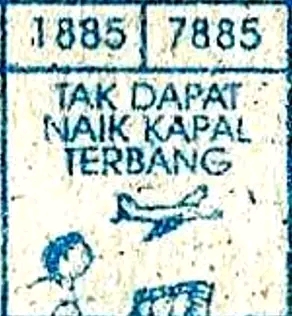 1885 7885
TAK DAPAT
NAIK KAPAL
TERBANG